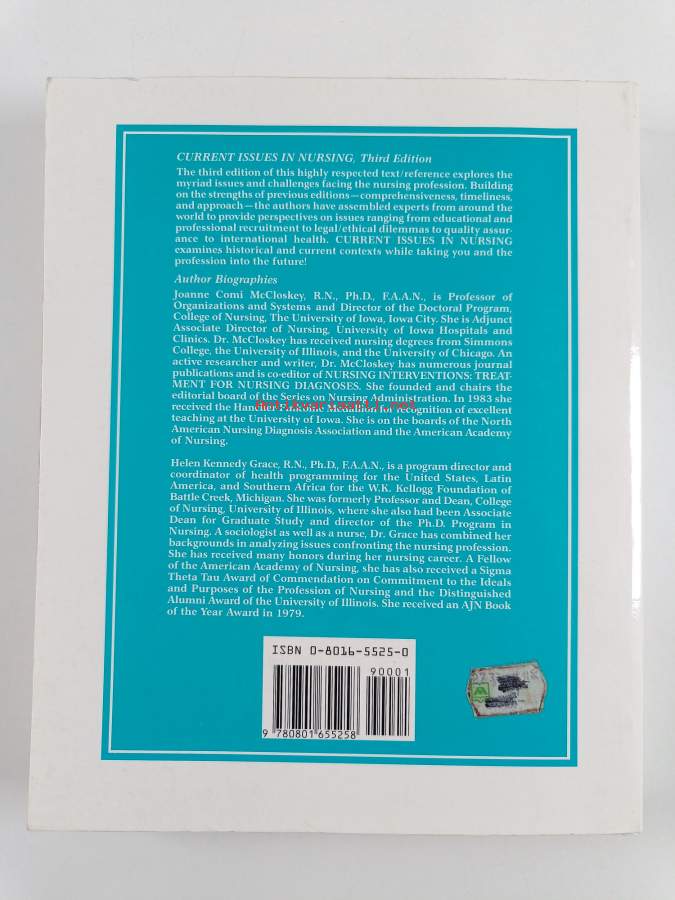 CURRENT ISSUES IN NURSING, Third Edition
The third edition of this highly respected text/reference explores the
myriad issues and challenges facing the nursing profession. Building
on the strengths of previous editions—comprehensiveness, timeliness,
and approach—the authors have assembled experts from around the
world to provide perspectives on issues ranging from educational and
professional recruitment to legal/ethical dilemmas to quality assur-
ance to international health. CURRENT ISSUES IN NURSING
examines historical and current contexts while taking you and the
profession into the future!
Author Biographies
Joanne Comi McCloskey, R.N., Ph.D., F.A.A.N., is Professor of
Organizations and Systems and Director of the Doctoral Program,
College of Nursing, The University of Iowa, Iowa City. She is Adjunct
Associate Director of Nursing, University of Iowa Hospitals and
Clinics. Dr. McCloskey has received nursing degrees from Simmons
College, the University of Illinois, and the University of Chicago. An
active researcher and writer, Dr. McCloskey has numerous journal
publications and is co-editor of NURSING INTERVENTIONS: TREAT-
MENT FOR NURSING DIAGNOSES. She founded and chairs the
editorial board of the Series on Nursing Administration. In 1983 she
received the Medallion for recognition of excellent
teaching at the University of Iowa. She is on the boards of the North
American Nursing Diagnosis Association and the American Academy
of Nursing.
Helen Kennedy Grace, R.N., Ph.D., F.A.A.N., is a program director and
coordinator of health programming for the United States, Latin
America, and Southern Africa for the W.K. Kellogg Foundation of
Battle Creek, Michigan. She was formerly Professor and Dean, College
of Nursing, University of Illinois, where she also had been Associate
Dean for Graduate Study and director of the Ph.D. Program in
Nursing. A sociologist as well as a nurse, Dr. Grace has combined her
backgrounds in analyzing issues confronting the nursing profession.
She has received many honors during her nursing career. A Fellow
of the American Academy of Nursing, she has also received a Sigma
Theta Tau Award of Commendation on Commitment to the Ideals
and Purposes of the Profession of Nursing and the Distinguished
Alumni Award of the University of Illinois. She received an AJN Book
of the Year Award in 1979.
ISBN 0-8016-5525-0
90001
9 780801 655258